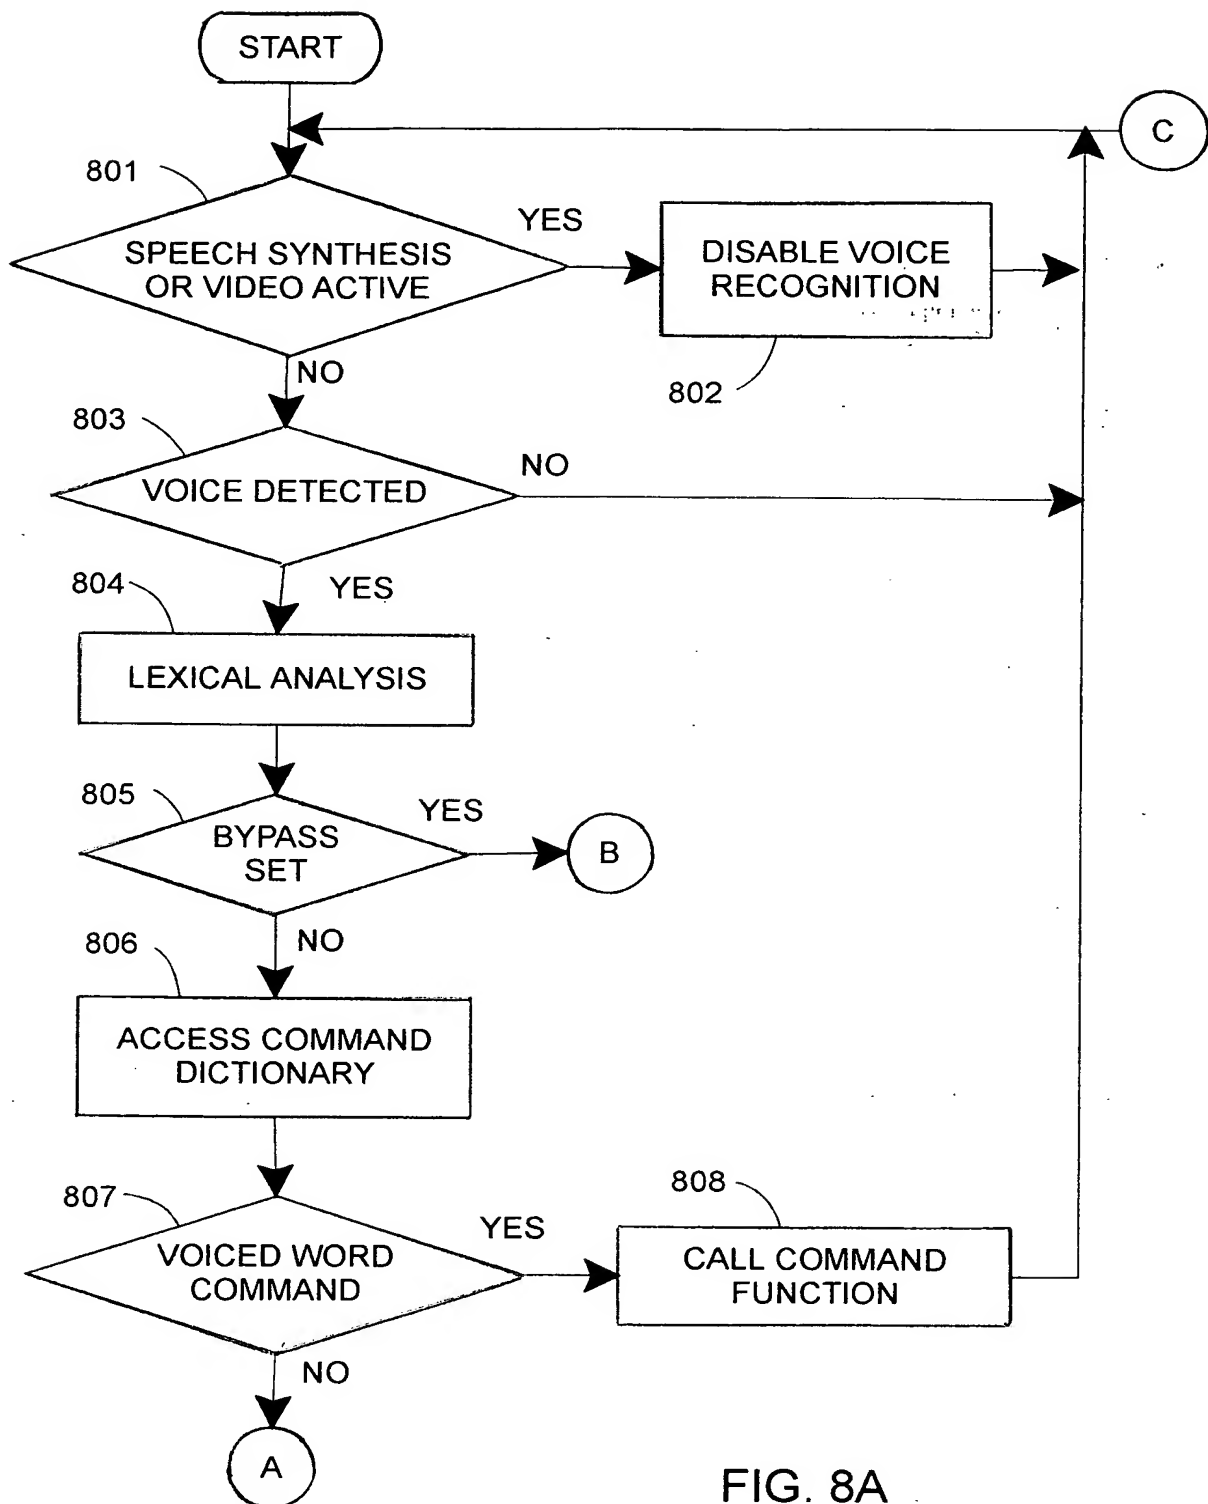 START
C
801
SPEECH SYNTHESIS
OR VIDEO ACTIVE
YES
DISABLE VOICE
RECOGNITION
802
NO
803
VOICE DETECTED
NO
YES
804
LEXICAL ANALYSIS
805
BYPASS
SET
YES
B
NO
806
ACCESS COMMAND
DICTIONARY
807
VOICED WORD
COMMAND
YES
808
CALL COMMAND
FUNCTION
NO
A
FIG. 8A